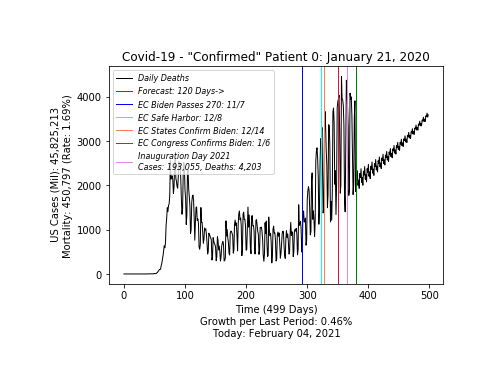 Covid-19 - "Confirmed" Patient 0: January 21, 2020
US Cases (Mil): 45,825,213
Mortality: 450,797 (Rate: 1.69%)
4000
3000
2000
1000
0
Daily Deaths
Forecast: 120 Days->
EC Biden Passes 270: 11/7
EC Safe Harbor: 12/8
EC States Confirm Biden: 12/14
EC Congress Confirms Biden: 1/6
Inauguration Day 2021
Cases: 193,055, Deaths: 4,203
0 100 200 300 400 500
Time (499 Days)
Growth per Last Period: 0.46%
Today: February 04, 2021